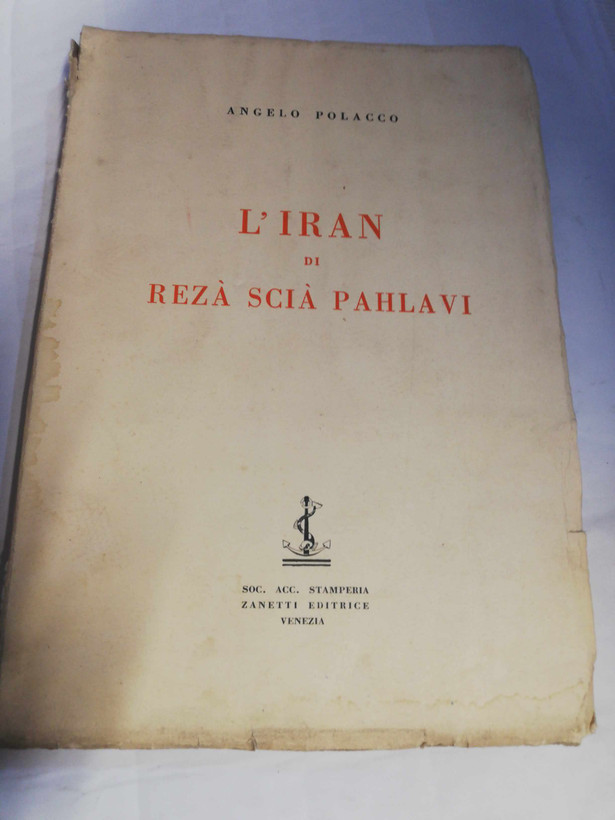 ANGELO POLACCO
L'IRAN
DI
REZÀ SCIÀ PAHLAVI
SOC. ACC. STAMPERIA
ZANETTI EDITRICE
VENEZIA